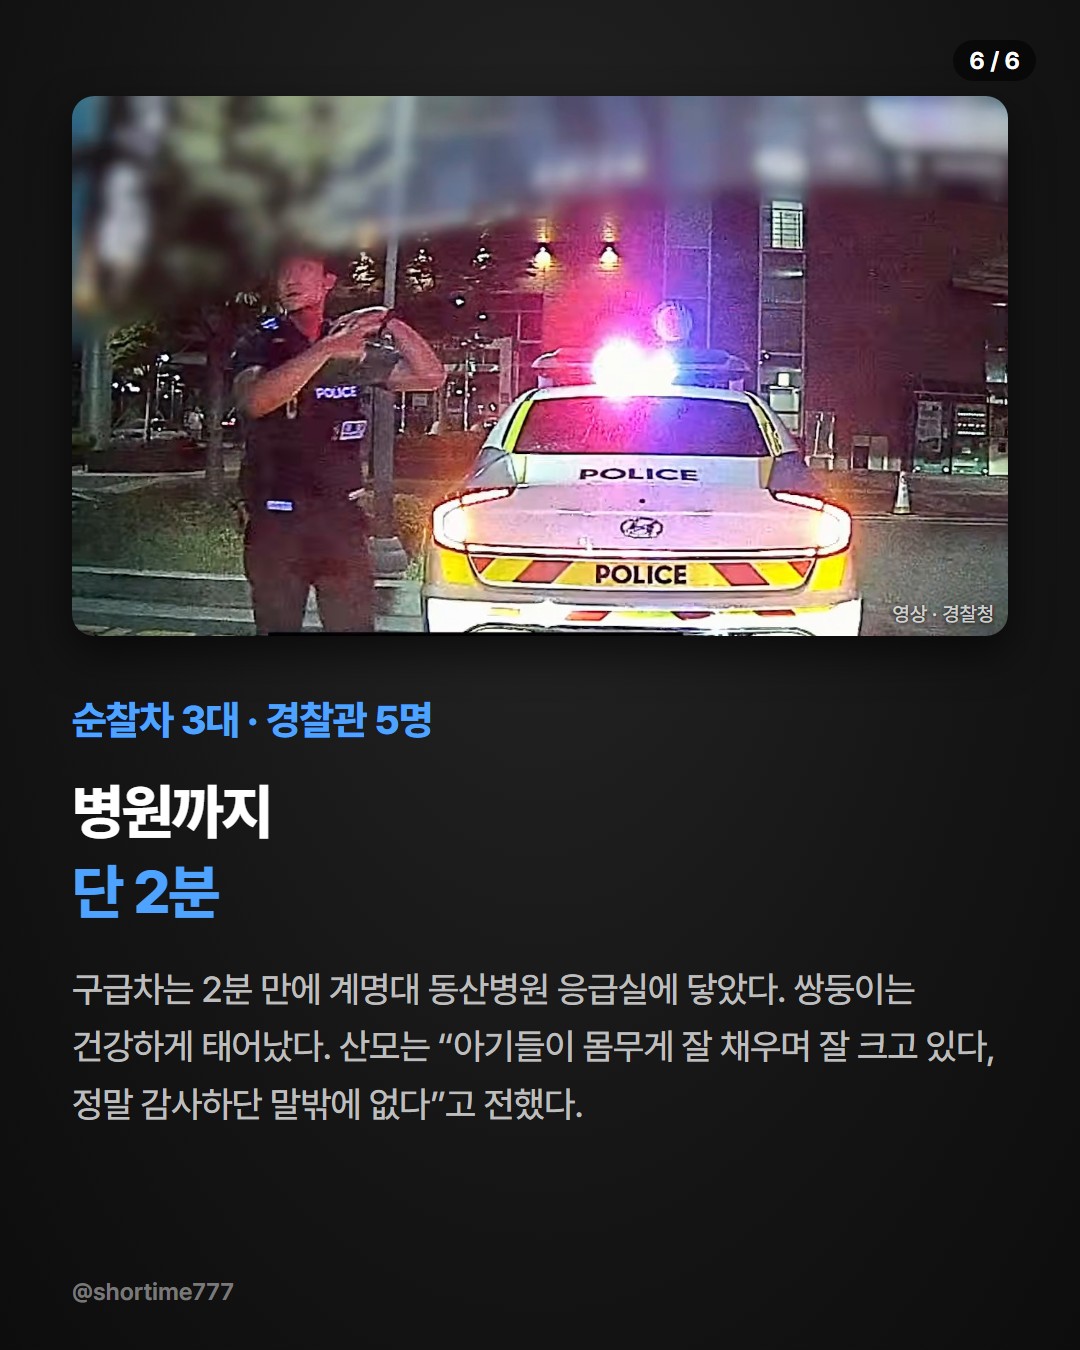 6 / 6
POLICE
POLICE
POLICE
영상 · 경찰청
순찰차 3대 · 경찰관 5명
병원까지
단 2분
구급차는 2분 만에 계명대 동산병원 응급실에 닿았다. 쌍둥이는
건강하게 태어났다. 산모는 “아기들이 몸무게 잘 채우며 잘 크고 있다,
정말 감사하단 말밖에 없다”고 전했다.
@shortime777